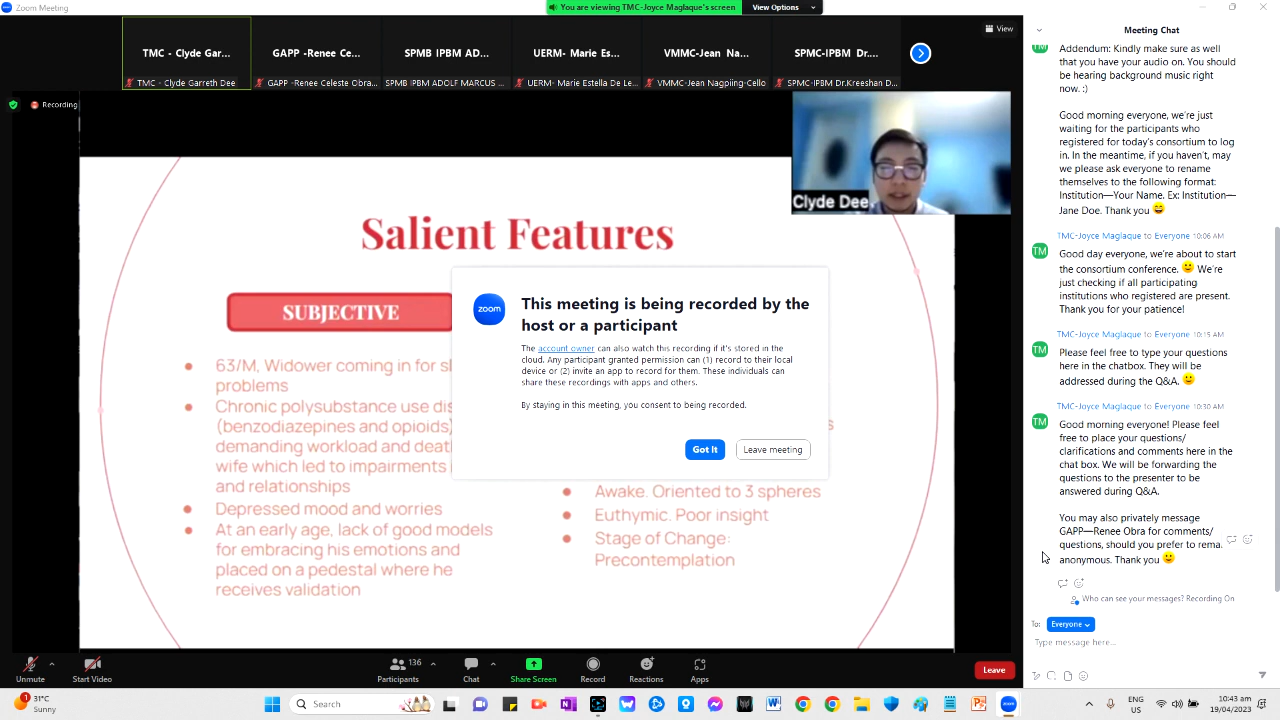 Zoom Meeting
You are viewing TMC-Joyce Maglaque's screen
View Options
TMC - Clyde Gar...
GAPP -Renee Ce...
SPMB IPBM AD...
UERM- Marie Es...
VMMC-Jean Na...
SPMC-IPBM Dr....
View
TMC - Clyde Gareth Dee
GAPP -Renee Celeste Obra...
SPMB IPBM ADOLF MARCUS ...
UERM- Marie Estella De Le...
VMMC-Jean Nagpiing-Cello
SPMC-IPBM Dr.Kreeshan D...
Recording
Clyde Dee
Salient Features
SUBJECTIVE
63/M, Widower coming in for sl
problems
Chronic polysubstance use dis
(benzodiazepines and opioids)
demanding workload and deat
wife which led to impairments
and relationships
Depressed mood and worries
At an early age, lack of good models
for embracing his emotions and
placed on a pedestal where he
receives validation
s
Awake. Oriented to 3 spheres
Euthymic. Poor insight
Stage of Change:
Precontemplation
zoom
This meeting is being recorded by the
host or a participant
The account owner can also watch this recording if it's stored in the
cloud. Any participant granted permission can (1) record to their local
device or (2) invite an app to record for them. These individuals can
share these recordings with apps and others.
By staying in this meeting, you consent to being recorded.
Got it
Leave meeting
Meeting Chat
TM
Addendum: Kindly make sure as well
that you have your audio on. You should
be hearing background music right
now. :)
Good morning everyone, we're just
waiting for the participants who
registered for today's consortium to
log in. In the meantime, if you haven't, may
we please ask everyone to rename
themselves to the following format:
Institution—Your Name. Ex: Institution—
Jane Doe. Thank you 😄
TMC-Joyce Maglaque to Everyone 10:06 AM
TM
Good day everyone, we're about to start
the consortium conference. 🙂 We're
just checking if all participating
institutions who registered are present.
Thank you for your patience!
TMC-Joyce Maglaque to Everyone 10:15 AM
TM
Please feel free to type your questions
here in the chatbox. They will be
addressed during the Q&A. 🙂
TMC-Joyce Maglaque to Everyone 10:30 AM
TM
Good morning everyone! Please feel
free to place your questions/
clarifications and comments here in the
chat box. We will be forwarding the
questions to the presenter to be
answered during Q&A.
You may also privately message
GAPP—Renee Obra for comments/
questions, should you prefer to rema.
anonymous. Thank you 🙂
Who can see your messages? Recording On
To: Everyone
Type message here...
Unmute
Start Video
136
Participants
Chat
Share Screen
Record
Reactions
Apps
Leave
1
31°C
Sunny
Search
ENG
US
10:43 am
19/04/2023